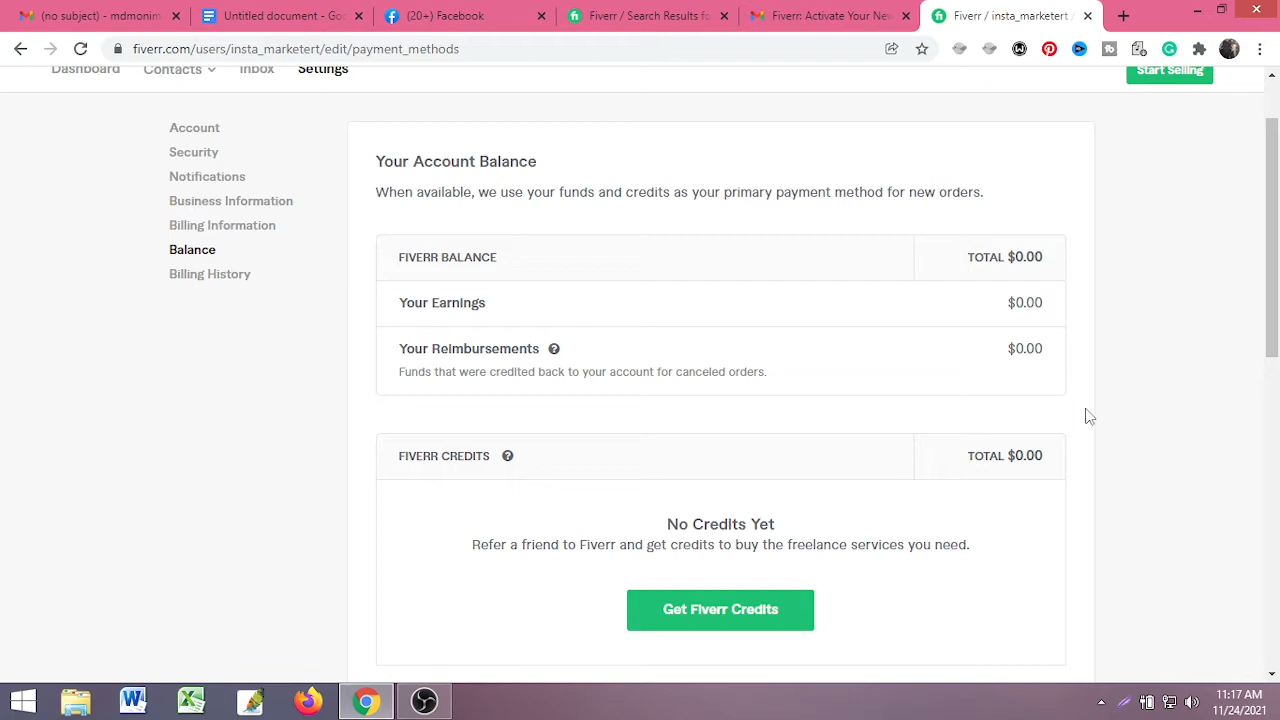 (no subject) - mdmonim
Untitled document - Goo
(20+) Facebook
Fiverr / Search Results fo
Fiverr: Activate Your New
Fiverr / insta_marketert /
fiverr.com/users/insta_marketert/edit/payment_methods
Dashboard
Contacts
Inbox
Settings
Start Selling
Account
Security
Notifications
Business Information
Billing Information
Balance
Billing History
Your Account Balance
When available, we use your funds and credits as your primary payment method for new orders.
FIVERR BALANCE
TOTAL $0.00
Your Earnings
$0.00
Your Reimbursements
$0.00
Funds that were credited back to your account for canceled orders.
FIVERR CREDITS
TOTAL $0.00
No Credits Yet
Refer a friend to Fiverr and get credits to buy the freelance services you need.
Get Fiverr Credits
11:17 AM
11/24/2021